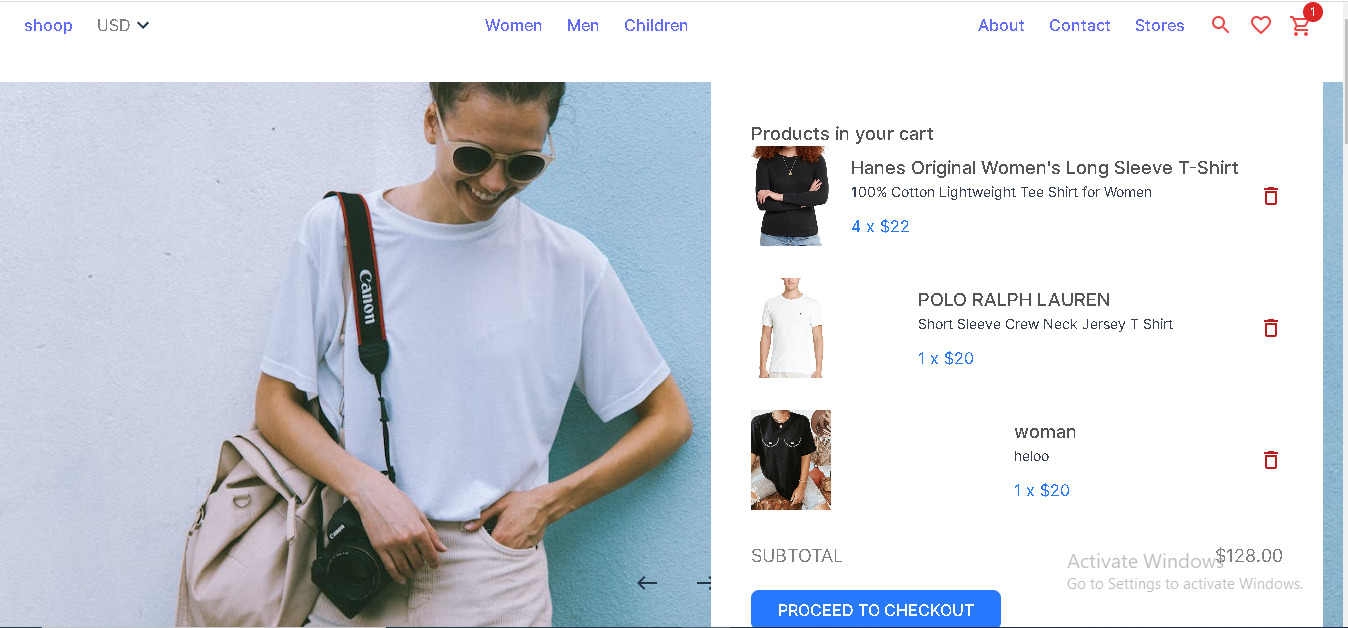 shoop USD Women Men Children About Contact Stores 1
Canon
Canon
Products in your cart
Hanes Original Women's Long Sleeve T-Shirt
100% Cotton Lightweight Tee Shirt for Women
4 x $22
POLO RALPH LAUREN
Short Sleeve Crew Neck Jersey T Shirt
1 x $20
woman
heloo
1 x $20
SUBTOTAL $128.00
Activate Windows
Go to Settings to activate Windows.
PROCEED TO CHECKOUT